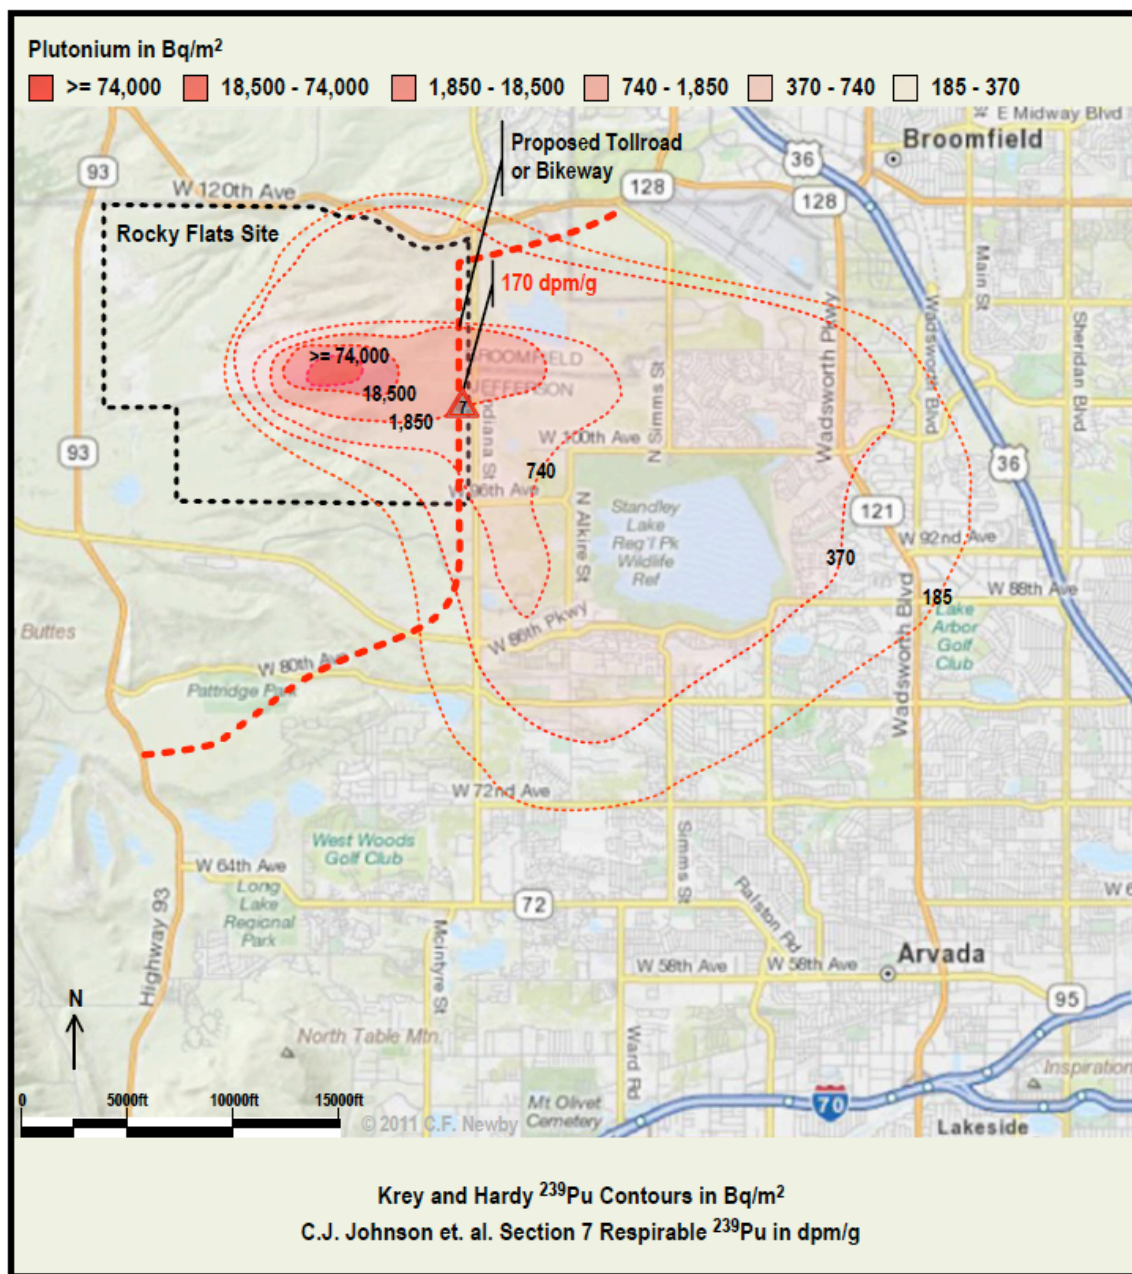 Plutonium in Bq/m²
>= 74,000 18,500 - 74,000 1,850 - 18,500 740 - 1,850 370 - 740 185 - 370
E Midway Blvd
Broomfield
36
Proposed Tollroad
or Bikeway
93
W 120th Ave
128
128
Rocky Flats Site
170 dpm/g
Main St
Wadsworth Pkwy
Wadsworth Blvd
Sheridan Blvd
>= 74,000
BROOMFIELD
JEFFERSON
N Simms St
18,500
1,850
7
Indiana St
W 100th Ave
93
740
36
W 96th Ave
Standley
Lake
Reg'l Pk
Wildlife
Ref
N Alkire St
121
W 92nd Ave
370
W 88th Ave
185
Lake
Arbor
Golf
Club
Buttes
W 86th Pkwy
Wadsworth Blvd
W 80th Ave
Pattridge Park
W 72nd Ave
West Woods
Golf Club
Simms St
W 64th Ave
Long
Lake
Regional
Park
72
Ralston Rd
W 6
McIntyre St
Highway 93
Arvada
W 58th Ave
W 58th Ave
95
N
North Table Mtn.
Ward Rd
Inspiration
0 5000ft 10000ft 15000ft
© 2011 C.F. Newby
Mt Olivet
Cemetery
70
Lakeside
Krey and Hardy ²³⁹Pu Contours in Bq/m²
C.J. Johnson et. al. Section 7 Respirable ²³⁹Pu in dpm/g